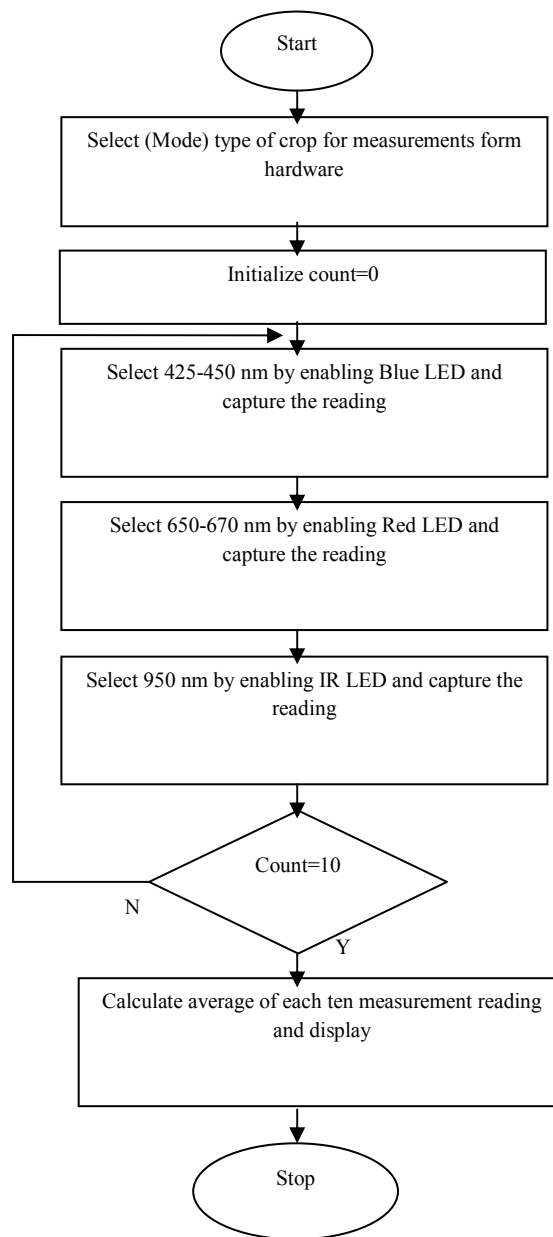 Start
Select (Mode) type of crop for measurements form
hardware
Initialize count=0
Select 425-450 nm by enabling Blue LED and
capture the reading
Select 650-670 nm by enabling Red LED and
capture the reading
Select 950 nm by enabling IR LED and capture the
reading
Count=10
N
Y
Calculate average of each ten measurement reading
and display
Stop